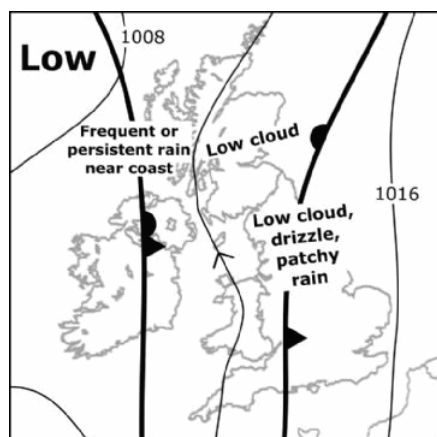 1008
Low
Frequent or
persistent rain
near coast
Low cloud
1016
Low cloud,
drizzle,
patchy
rain